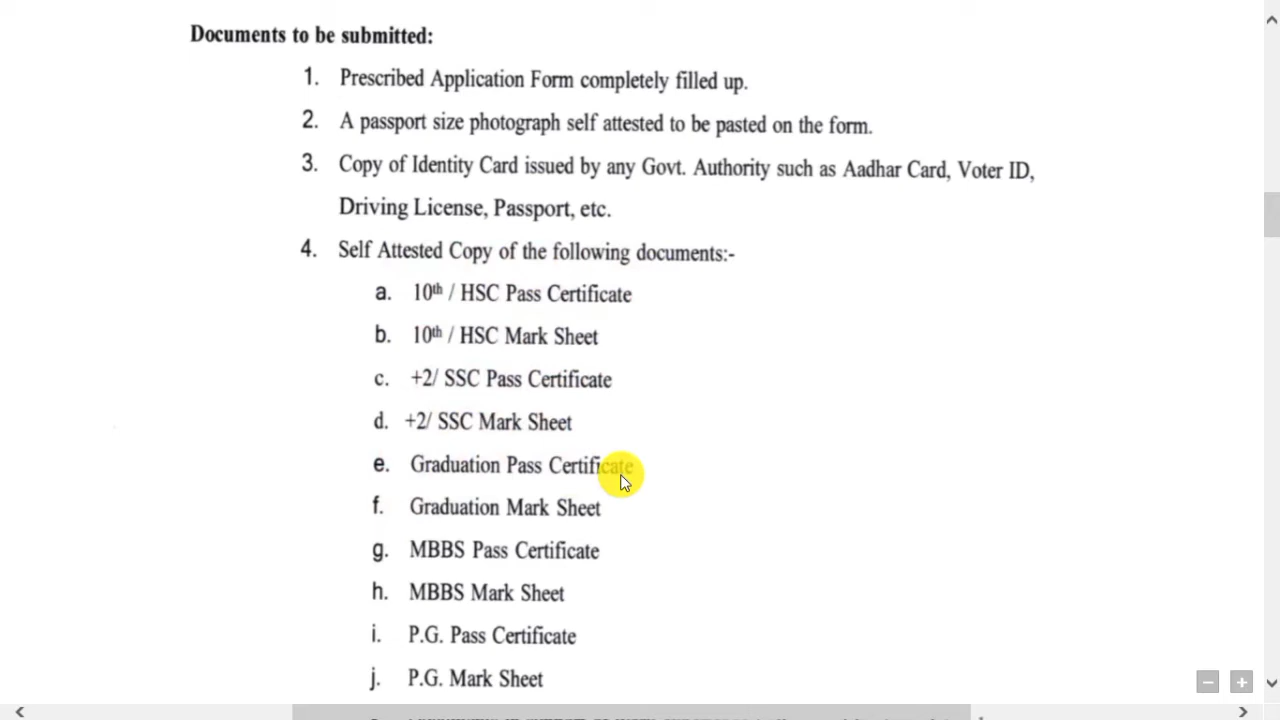 Documents to be submitted:
1. Prescribed Application Form completely filled up.
2. A passport size photograph self attested to be pasted on the form.
3. Copy of Identity Card issued by any Govt. Authority such as Aadhar Card, Voter ID,
Driving License, Passport, etc.
4. Self Attested Copy of the following documents:-
a. 10th / HSC Pass Certificate
b. 10th / HSC Mark Sheet
c. +2/ SSC Pass Certificate
d. +2/ SSC Mark Sheet
e. Graduation Pass Certificate
f. Graduation Mark Sheet
g. MBBS Pass Certificate
h. MBBS Mark Sheet
i. P.G. Pass Certificate
j. P.G. Mark Sheet